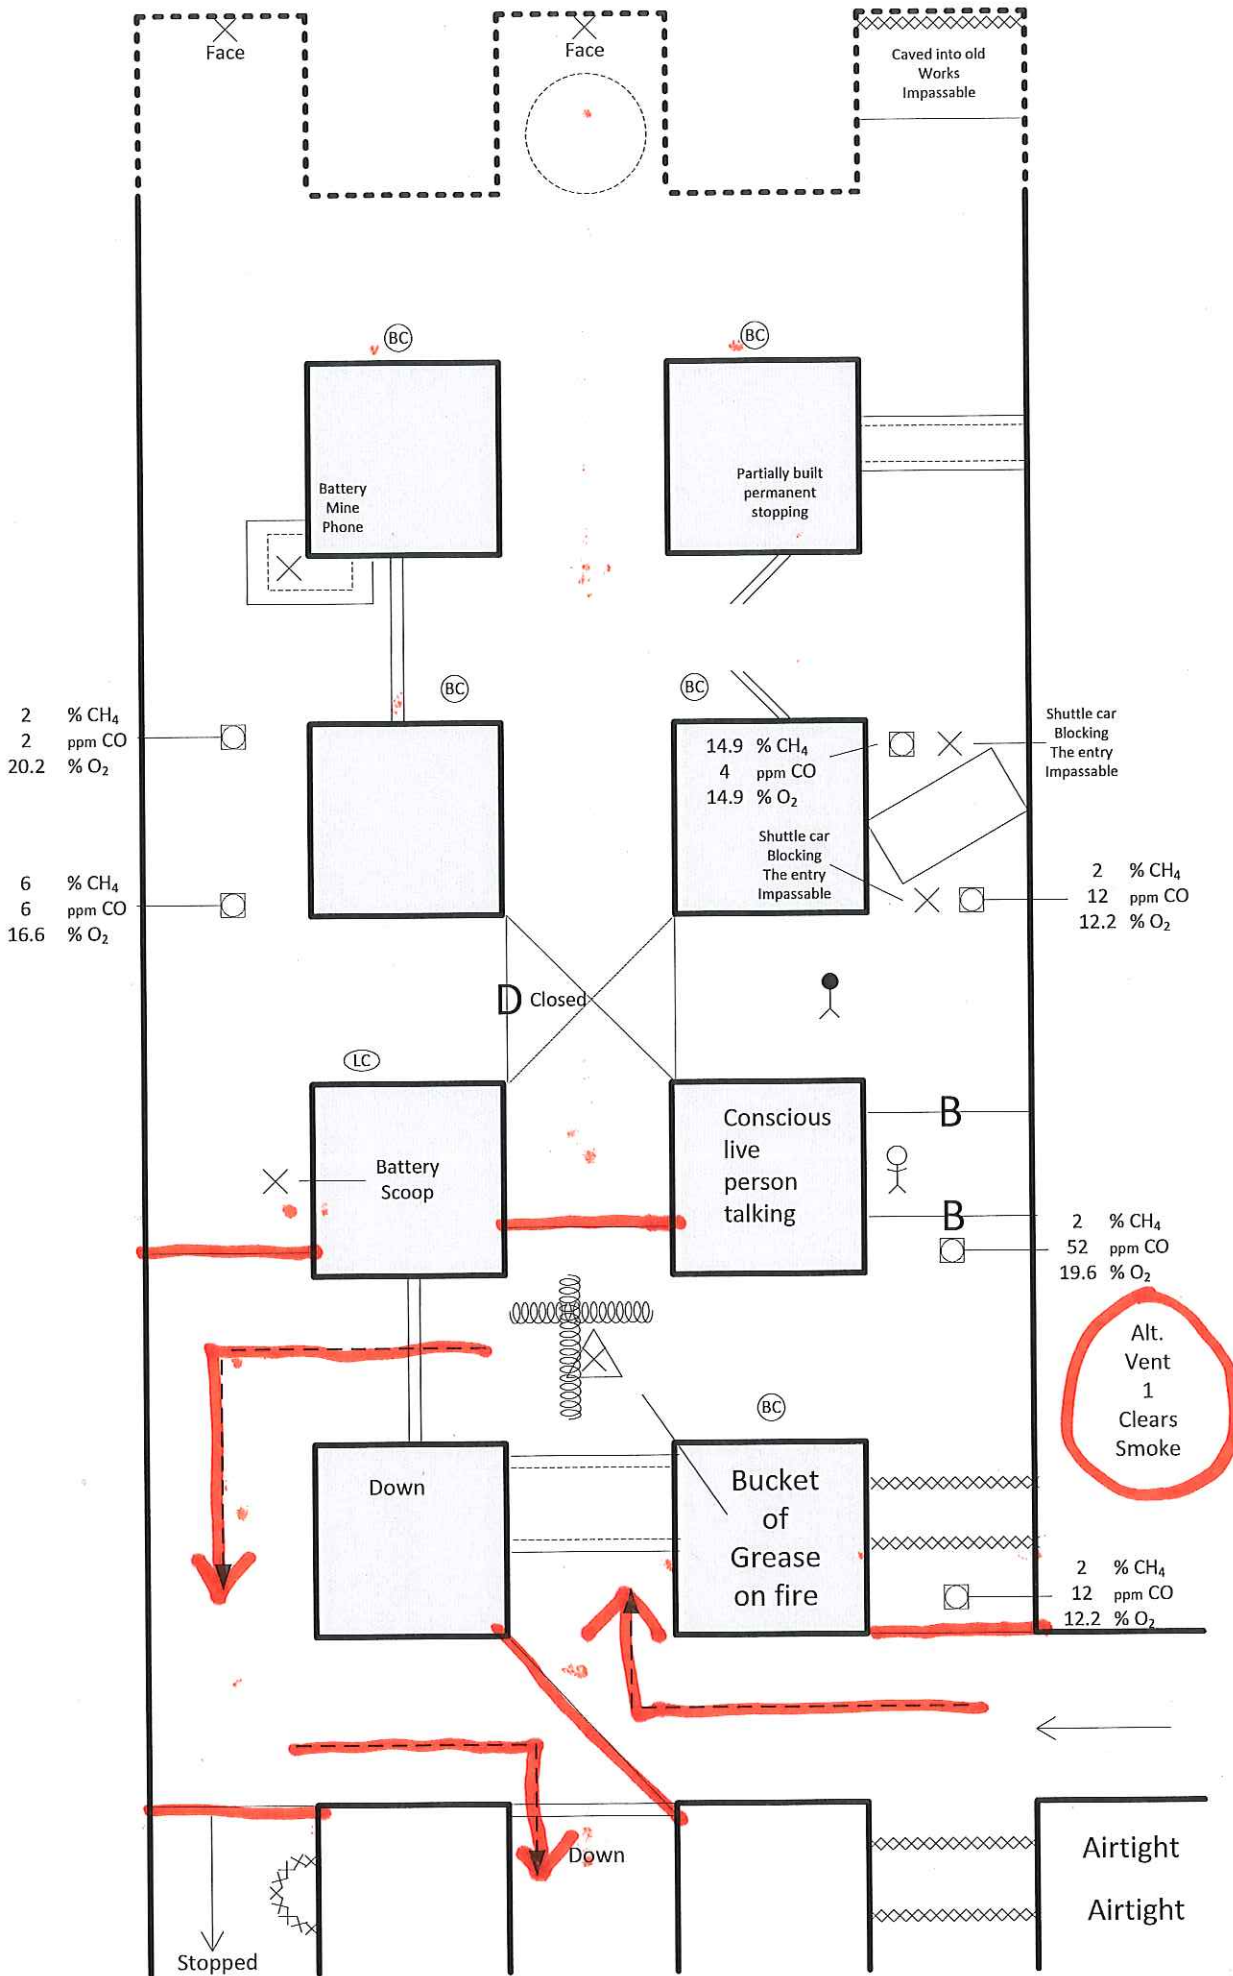 Face
Face
Caved into old
Works
Impassable
BC
BC
Battery
Mine
Phone
Partially built
permanent
stopping
BC
BC
2 % CH₄
2 ppm CO
20.2 % O₂
14.9 % CH₄
4 ppm CO
14.9 % O₂
Shuttle car
Blocking
The entry
Impassable
Shuttle car
Blocking
The entry
Impassable
6 % CH₄
6 ppm CO
16.6 % O₂
2 % CH₄
12 ppm CO
12.2 % O₂
D Closed
LC
Battery
Scoop
Conscious
live
person
talking
B
B
2 % CH₄
52 ppm CO
19.6 % O₂
Alt.
Vent
1
Clears
Smoke
BC
Down
Bucket
of
Grease
on fire
2 % CH₄
12 ppm CO
12.2 % O₂
Down
Airtight
Airtight
Stopped